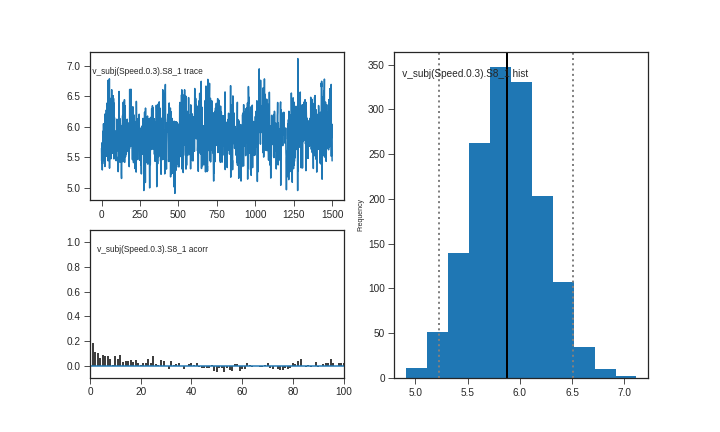 v_subj(Speed.0.3).S8_1 trace
7.0
6.5
6.0
5.5
5.0
0 250 500 750 1000 1250 1500
v_subj(Speed.0.3).S8_1 acorr
1.0
0.8
0.6
0.4
0.2
0.0
0 20 40 60 80 100
v_subj(Speed.0.3).S8_1 hist
Frequency
350
300
250
200
150
100
50
0
5.0 5.5 6.0 6.5 7.0